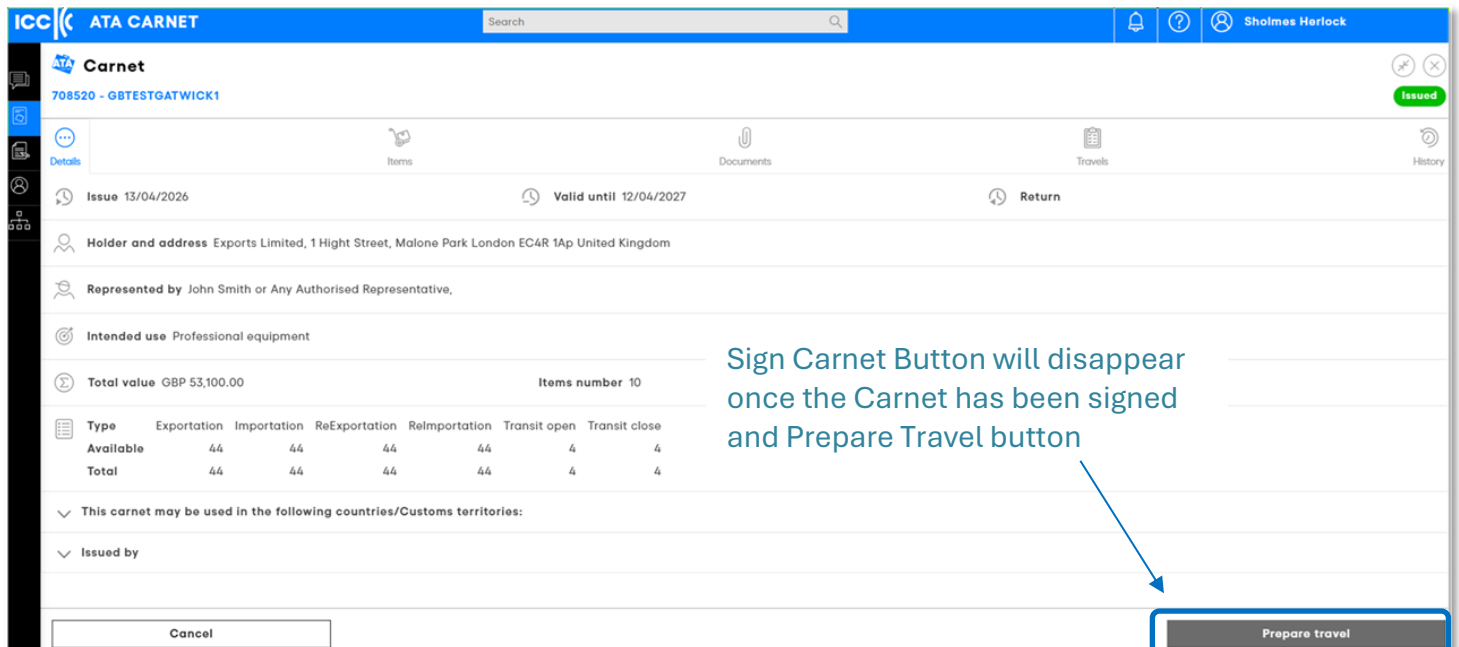 ICC ATA CARNET
Search
Sholmes Herlock
ATA Carnet
708520 - GBTESTGATWICK1
Issued
Details
Items
Documents
Travels
History
Issue 13/04/2026
Valid until 12/04/2027
Return
Holder and address Exports Limited, 1 Hight Street, Malone Park London EC4R 1Ap United Kingdom
Represented by John Smith or Any Authorised Representative,
Intended use Professional equipment
Total value GBP 53,100.00
Items number 10
Sign Carnet Button will disappear
once the Carnet has been signed
and Prepare Travel button
Type Exportation Importation ReExportation ReImportation Transit open Transit close
Available 44 44 44 44 4 4
Total 44 44 44 44 4 4
This carnet may be used in the following countries/Customs territories:
Issued by
Cancel
Prepare travel